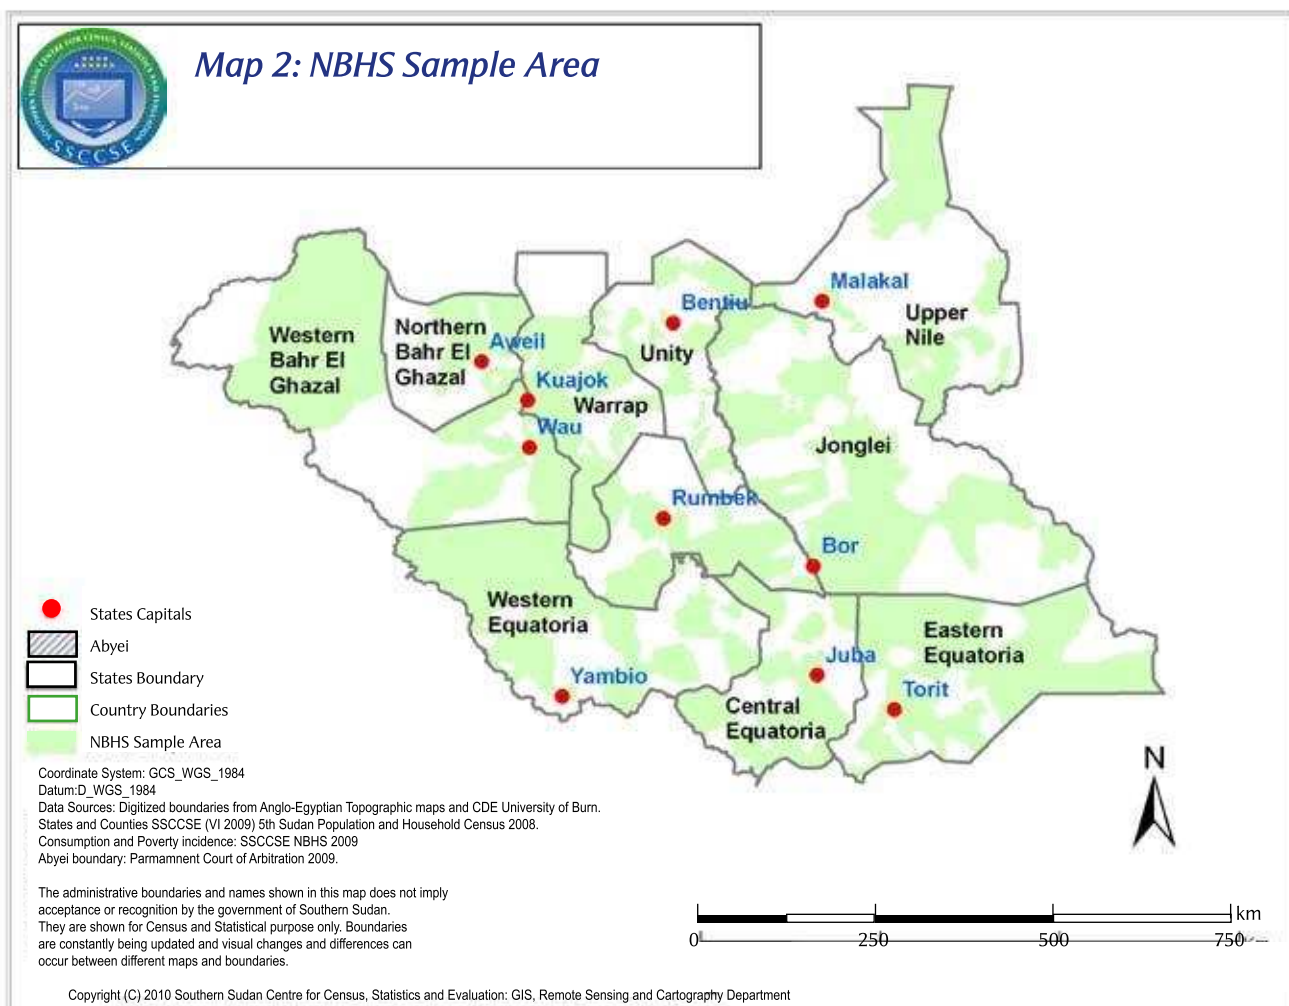 Map 2: NBHS Sample Area
SOUTHERN SUDAN CENTRE FOR CENSUS STATISTICS AND EVALUATION
SSCCSE
Malakal
Bentiu
Upper
Nile
Western
Bahr El
Ghazal
Northern
Bahr El
Ghazal
Aweil
Unity
Kuajok
Warrap
Wau
Jonglei
Rumbek
Bor
Western
Equatoria
Eastern
Equatoria
Juba
Yambio
Torit
Central
Equatoria
States Capitals
Abyei
States Boundary
Country Boundaries
NBHS Sample Area
Coordinate System: GCS_WGS_1984
Datum:D_WGS_1984
Data Sources: Digitized boundaries from Anglo-Egyptian Topographic maps and CDE University of Burn.
States and Counties SSCCSE (VI 2009) 5th Sudan Population and Household Census 2008.
Consumption and Poverty incidence: SSCCSE NBHS 2009
Abyei boundary: Parmamnent Court of Arbitration 2009.
The administrative boundaries and names shown in this map does not imply
acceptance or recognition by the government of Southern Sudan.
They are shown for Census and Statistical purpose only. Boundaries
are constantly being updated and visual changes and differences can
occur between different maps and boundaries.
N
km
0 250 500 750
Copyright (C) 2010 Southern Sudan Centre for Census, Statistics and Evaluation: GIS, Remote Sensing and Cartography Department